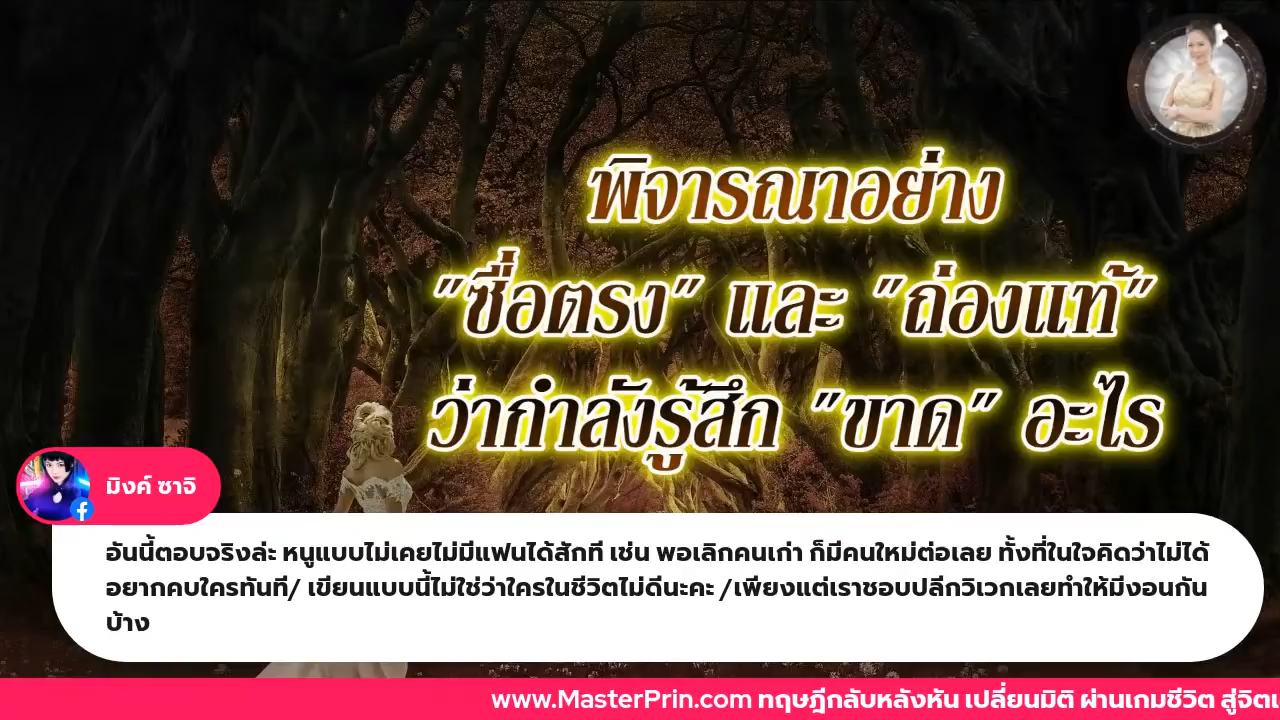 พิจารณาอย่าง
"ซื่อตรง" และ "ถ่องแท้"
ว่ากำลังรู้สึก "ขาด" อะไร
มิงค์ ซาจิ
อันนี้ตอบจริงล่ะ หนูแบบไม่เคยไม่มีแฟนได้สักที เช่น พอเลิกคนเก่า ก็มีคนใหม่ต่อเลย ทั้งที่ในใจคิดว่าไม่ได้
อยากคบใครทันที/ เขียนแบบนี้ไม่ใช่ว่าใครในชีวิตไม่ดีนะคะ /เพียงแต่เราชอบปลีกวิเวกเลยทำให้มีงอนกัน
บ้าง
www.MasterPrin.com ทฤษฎีกลับหลังหัน เปลี่ยนมิติ ผ่านเกมชีวิต สู่จิต